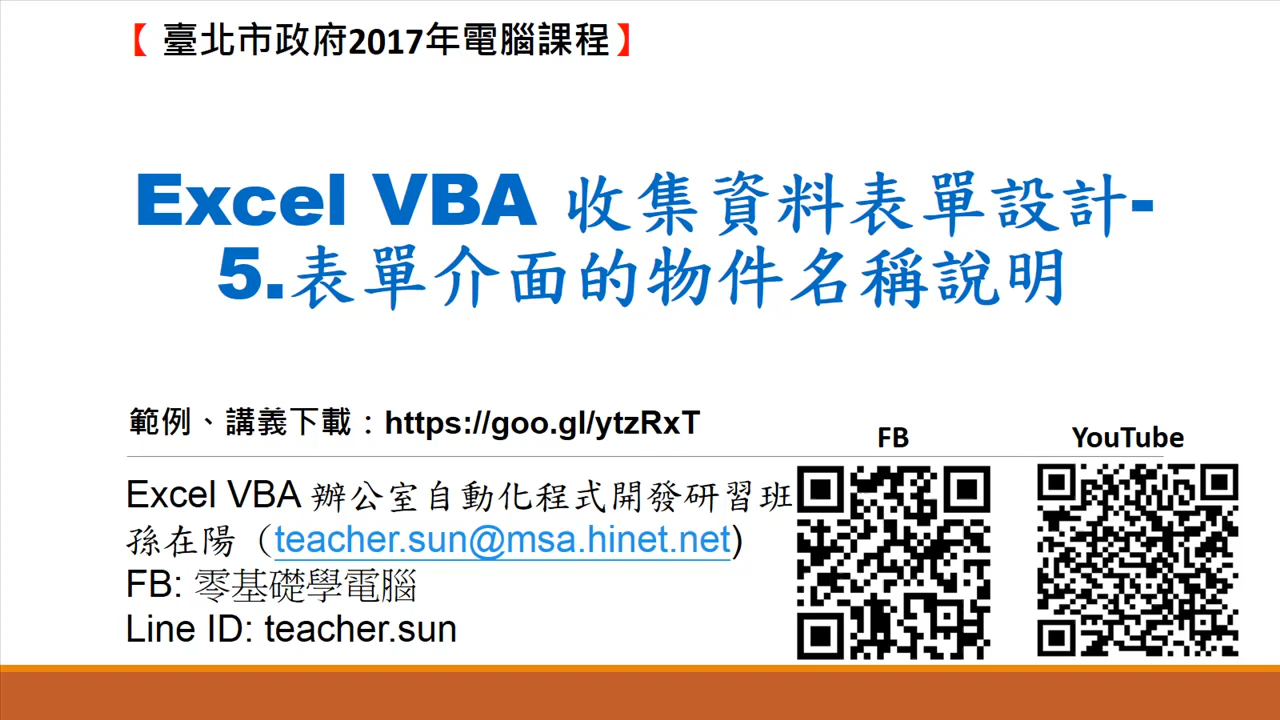 【 臺北市政府2017年電腦課程】
Excel VBA 收集資料表單設計-
5.表單介面的物件名稱說明
範例、講義下載：https://goo.gl/ytzRxT
FB
YouTube
Excel VBA 辦公室自動化程式開發研習班
孫在陽（teacher.sun@msa.hinet.net)
FB: 零基礎學電腦
Line ID: teacher.sun